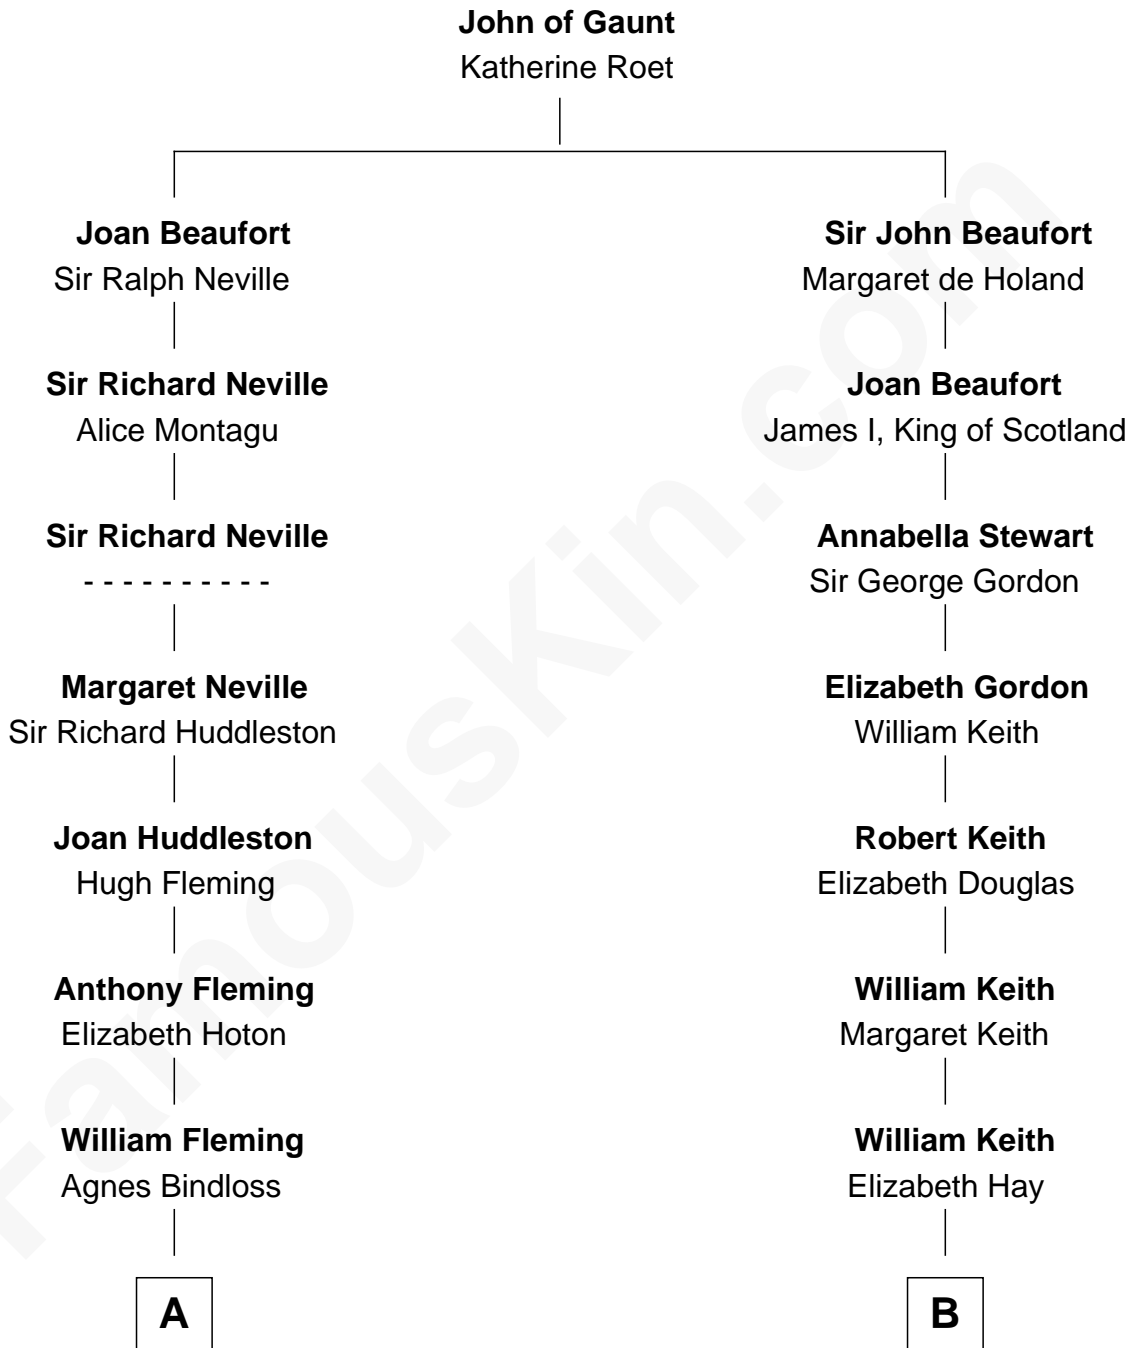 John of Gaunt
Katherine Roet
Joan Beaufort
Sir Ralph Neville
Sir Richard Neville
Alice Montagu
Sir Richard Neville
- - - - - - - - - -
Margaret Neville
Sir Richard Huddleston
Joan Huddleston
Hugh Fleming
Anthony Fleming
Elizabeth Hoton
William Fleming
Agnes Bindloss
A
Sir John Beaufort
Margaret de Holand
Joan Beaufort
James I, King of Scotland
Annabella Stewart
Sir George Gordon
Elizabeth Gordon
William Keith
Robert Keith
Elizabeth Douglas
William Keith
Margaret Keith
William Keith
Elizabeth Hay
B
FamousKin.com